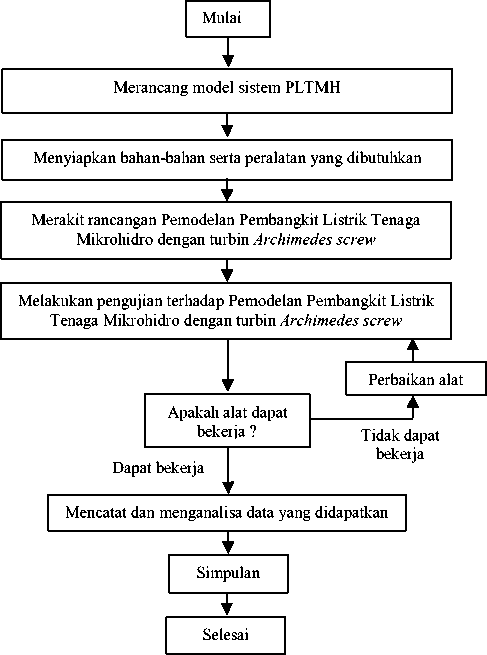 Mulai
Merancang model sistem PLTMH
Menyiapkan bahan-bahan serta peralatan yang dibutuhkan
Merakit rancangan Pemodelan Pembangkit Listrik Tenaga
Mikrohidro dengan turbin Archimedes screw
Melakukan pengujian terhadap Pemodelan Pembangkit Listrik
Tenaga Mikrohidro dengan turbin Archimedes screw
Perbaikan alat
Apakah alat dapat
bekerja ?
Tidak dapat
bekerja
Dapat bekerja
Mencatat dan menganalisa data yang didapatkan
Simpulan
Selesai